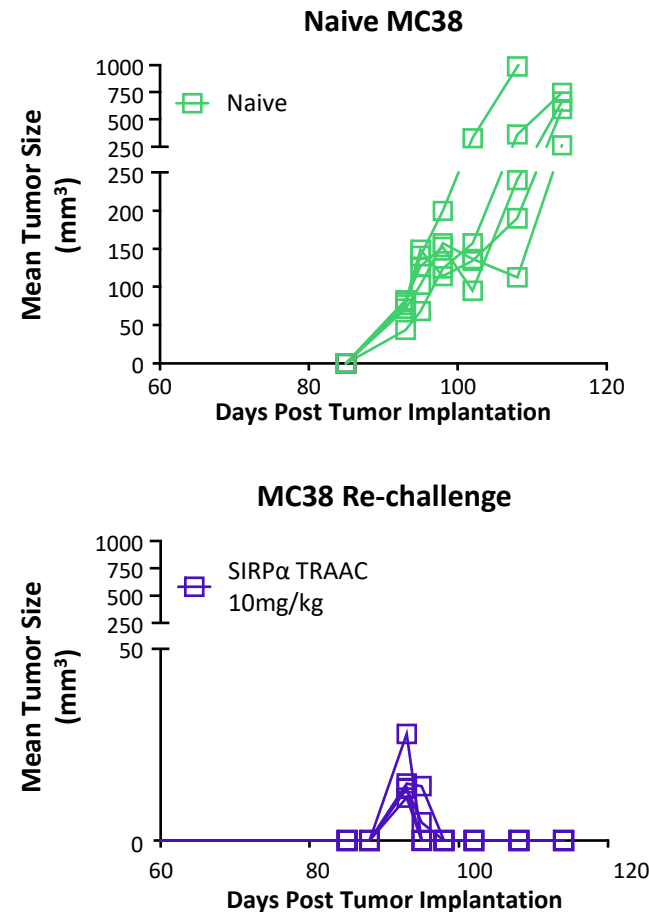 Naive MC38
Mean Tumor Size
(mm³)
1000
750
500
250
250
200
150
100
50
0
Naive
60
80
100
120
Days Post Tumor Implantation
MC38 Re-challenge
Mean Tumor Size
(mm³)
1000
750
500
250
50
0
SIRPα TRAAC
10mg/kg
60
80
100
120
Days Post Tumor Implantation